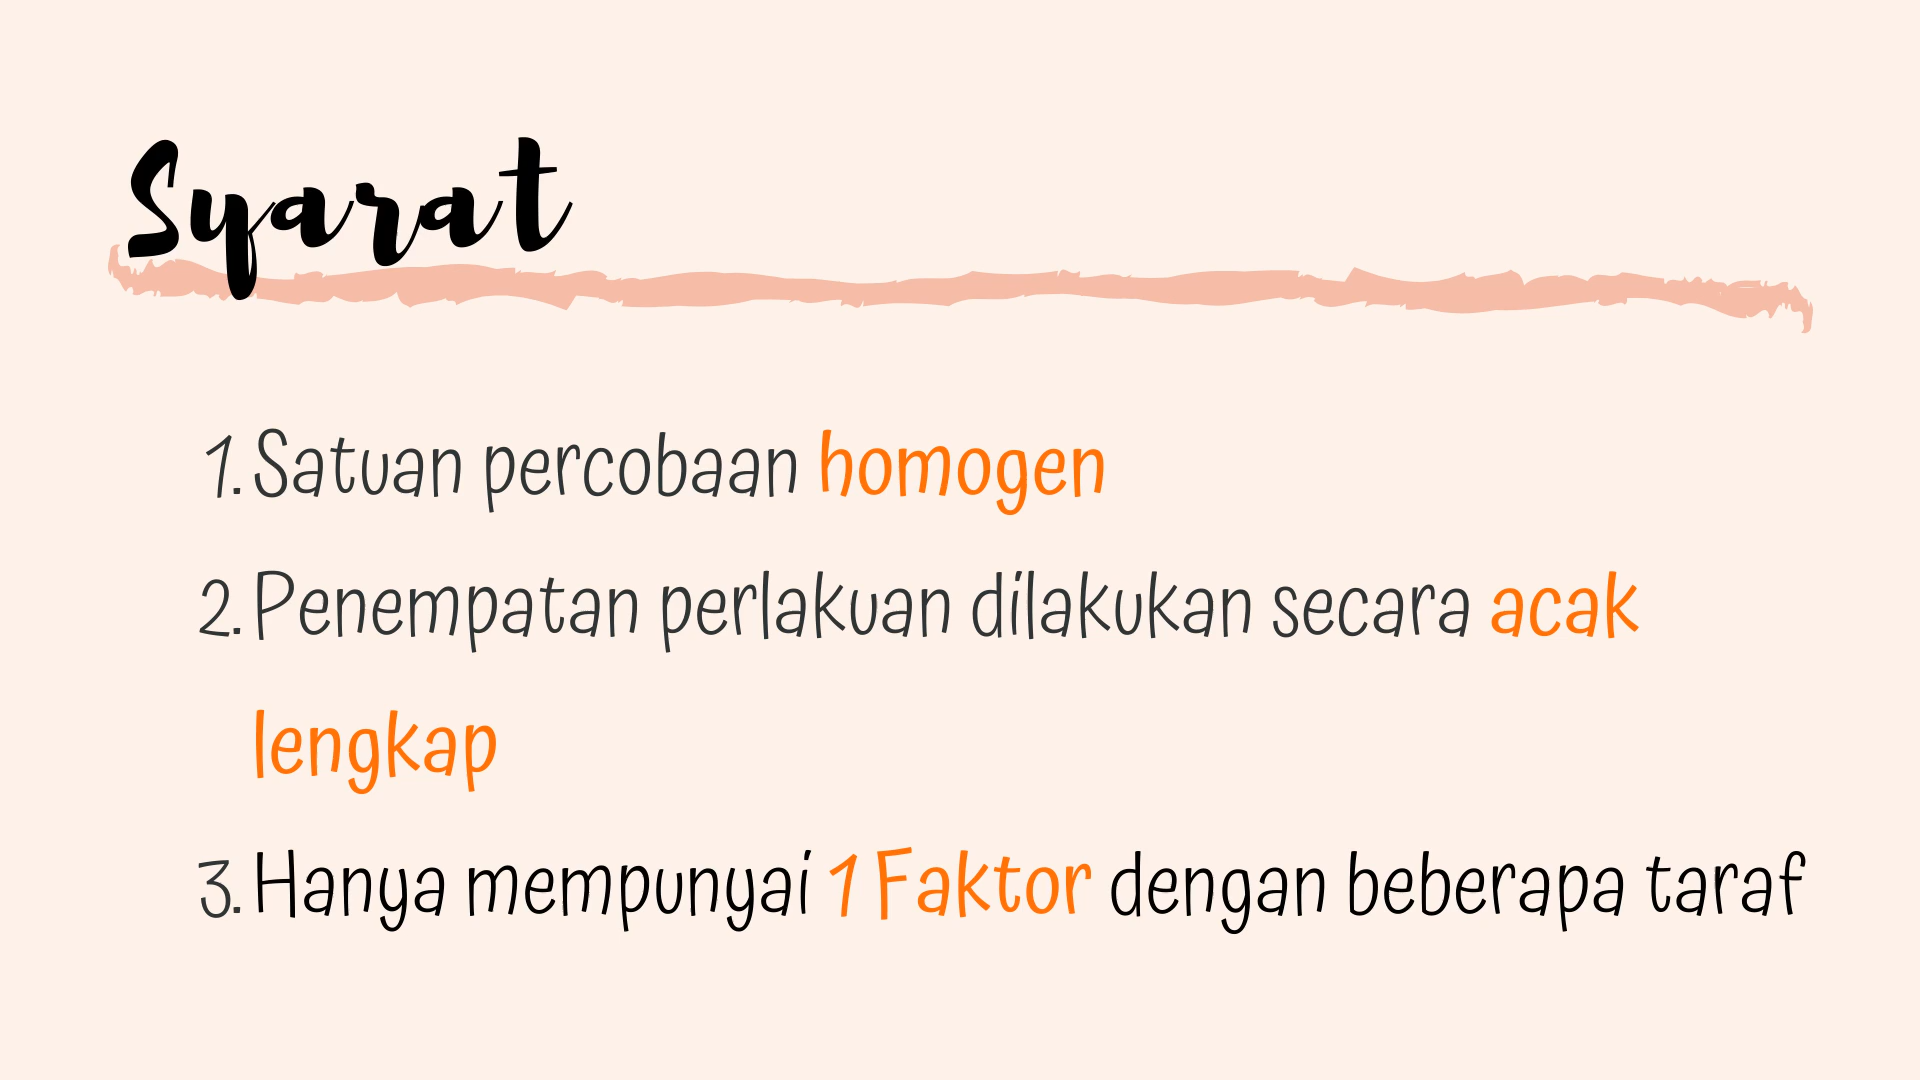 Syarat
1. Satuan percobaan homogen
2. Penempatan perlakuan dilakukan secara acak
lengkap
3. Hanya mempunyai 1 Faktor dengan beberapa taraf